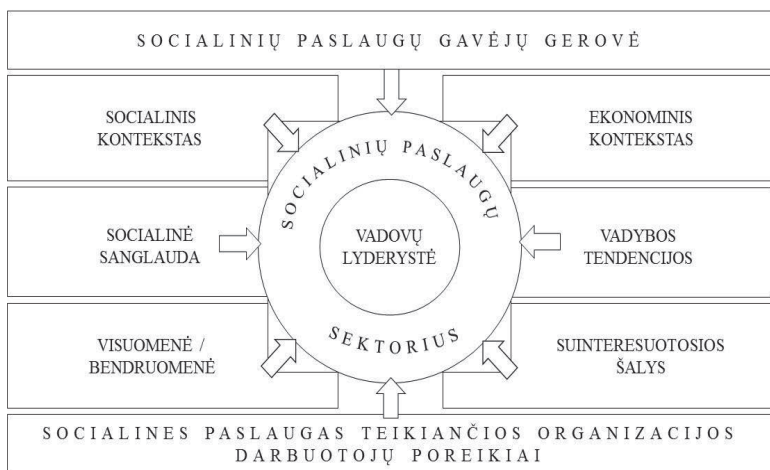 SOCIALINIŲ PASLAUGŲ GAVĖJŲ GEROVĖ
SOCIALINIS
KONTEKSTAS
EKONOMINIS
KONTEKSTAS
SOCIALINIŲ PASLAUGŲ
SOCIALINĖ
SANGLAUDA
VADOVŲ
LYDERYSTĖ
VADYBOS
TENDENCIJOS
SEKTORIUS
VISUOMENĖ /
BENDRUOMENĖ
SUINTERESUOTOSIOS
ŠALYS
SOCIALINES PASLAUGAS TEIKIANČIOS ORGANIZACIJOS
DARBUOTOJŲ POREIKIAI